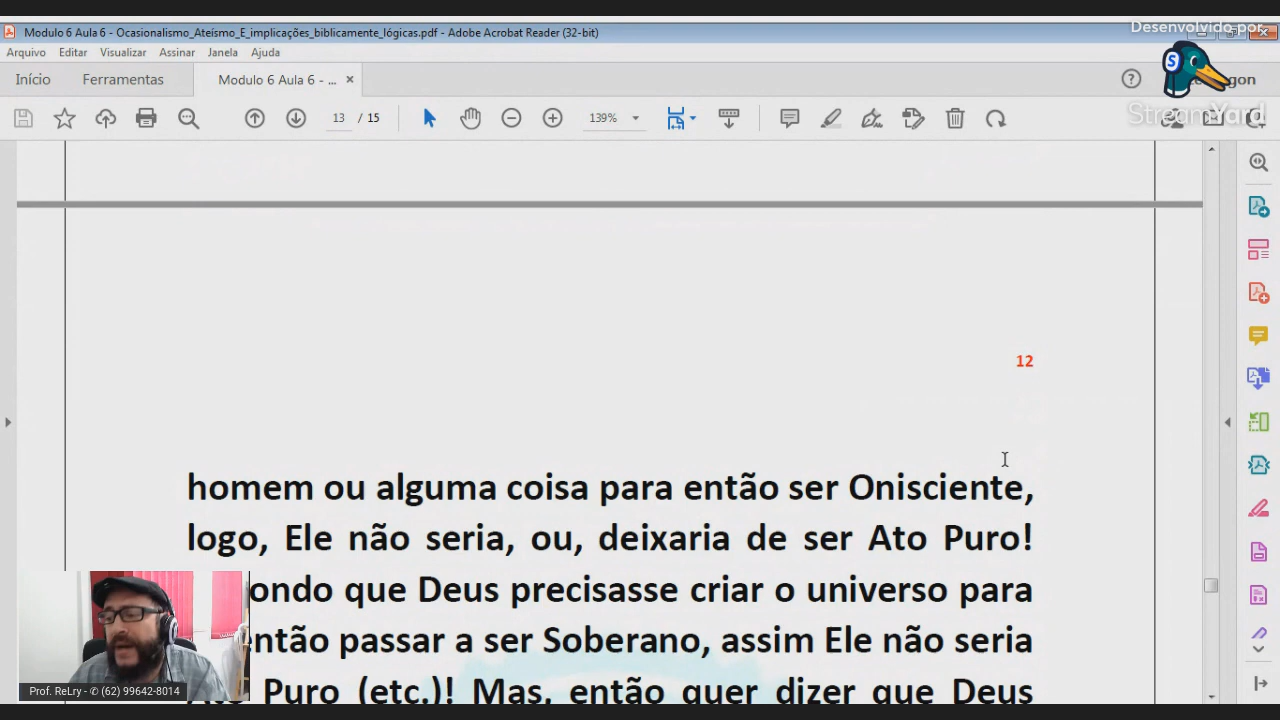 Modulo 6 Aula 6 - Ocasionalismo_Ateísmo_E_implicações_biblicamente_lógicas.pdf - Adobe Acrobat Reader (32-bit)
Desenvolvido por
Arquivo Editar Visualizar Assinar Janela Ajuda
Início Ferramentas Modulo 6 Aula 6 - ... ×
StreamYard
13 / 15 139%
12
homem ou alguma coisa para então ser Onisciente,
logo, Ele não seria, ou, deixaria de ser Ato Puro!
ondo que Deus precisasse criar o universo para
ntão passar a ser Soberano, assim Ele não seria
Puro (etc.)! Mas, então quer dizer que Deus
Prof. ReLry - ✆ (62) 99642-8014